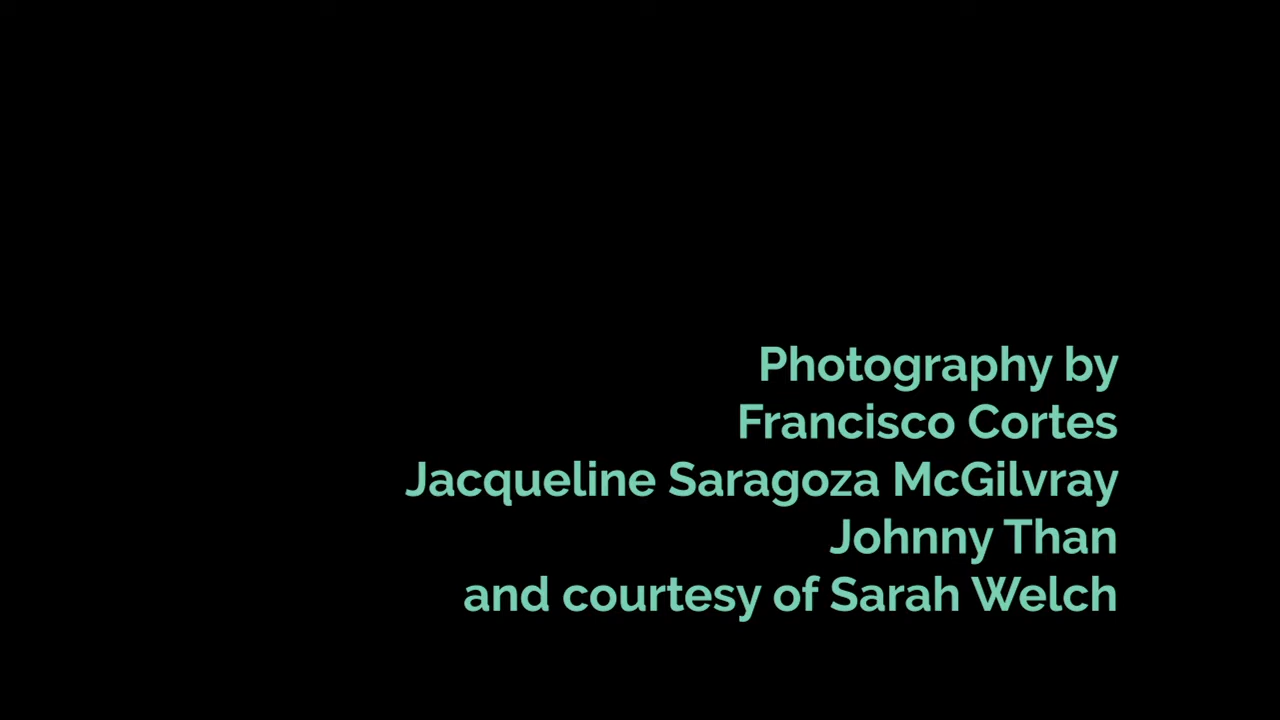 Photography by
Francisco Cortes
Jacqueline Saragoza McGilvray
Johnny Than
and courtesy of Sarah Welch